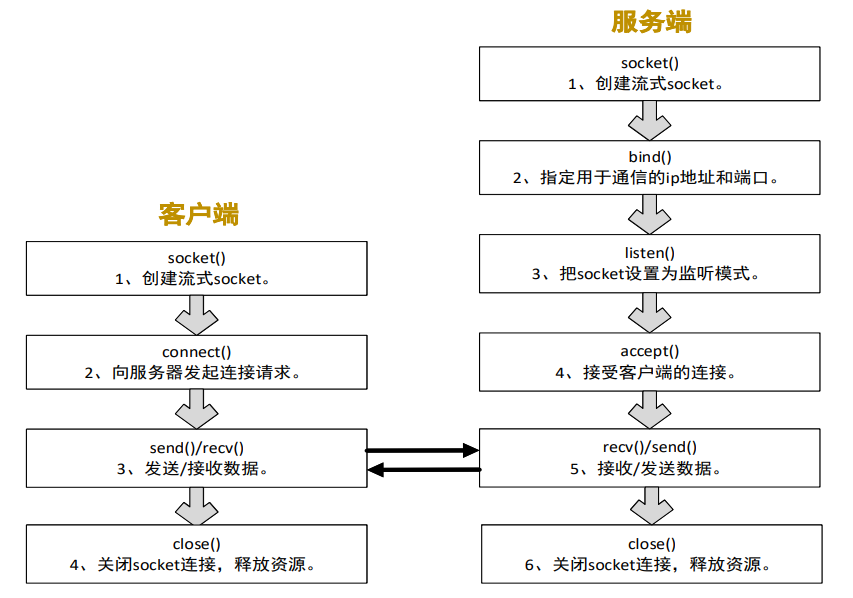 服务端
socket()
1、创建流式socket。
bind()
2、指定用于通信的ip地址和端口。
listen()
3、把socket设置为监听模式。
accept()
4、接受客户端的连接。
recv()/send()
5、接收/发送数据。
close()
6、关闭socket连接，释放资源。
客户端
socket()
1、创建流式socket。
connect()
2、向服务器发起连接请求。
send()/recv()
3、发送/接收数据。
close()
4、关闭socket连接，释放资源。